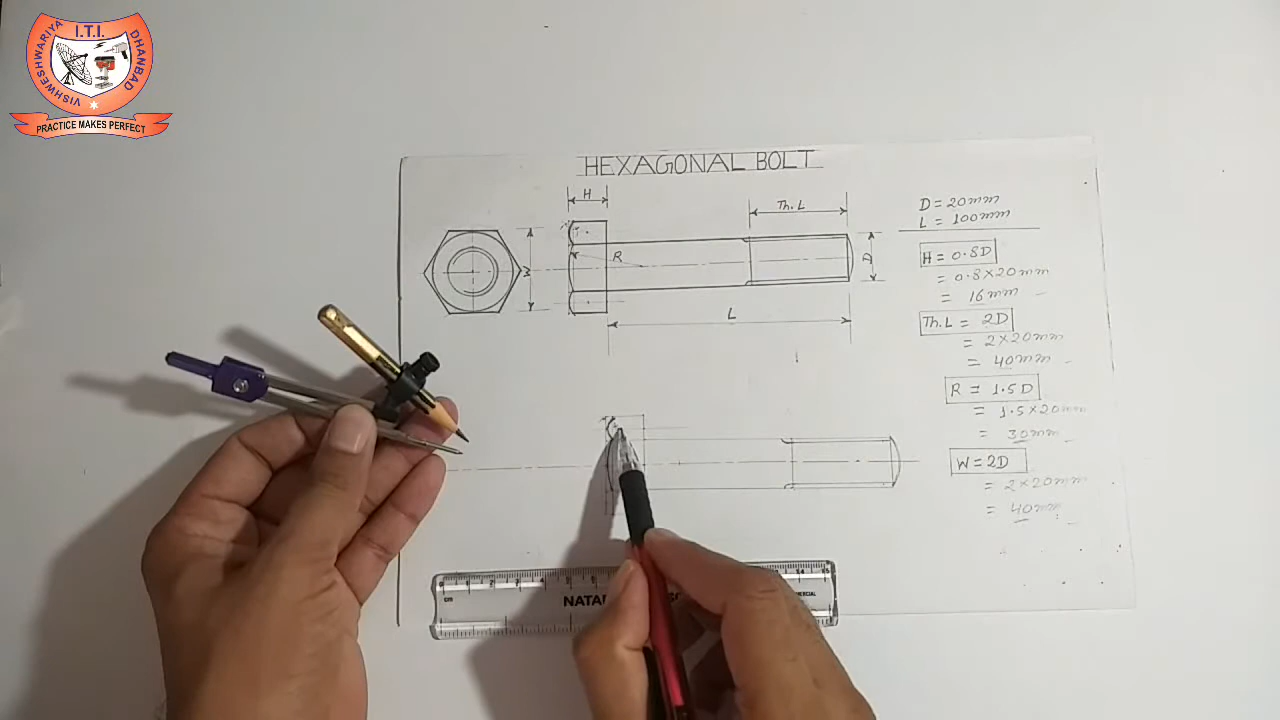 I.T.I.
VISHWESHWARIYA
DHANBAD
PRACTICE MAKES PERFECT
HEXAGONAL BOLT
H
Th.L
R
W
D
L
D = 20mm
L = 100mm
H = 0.8D
= 0.8×20mm
= 16mm
Th.L = 2D
= 2×20mm
= 40mm
R = 1.5D
= 1.5×20mm
= 30mm
W = 2D
= 2×20mm
= 40mm
cm